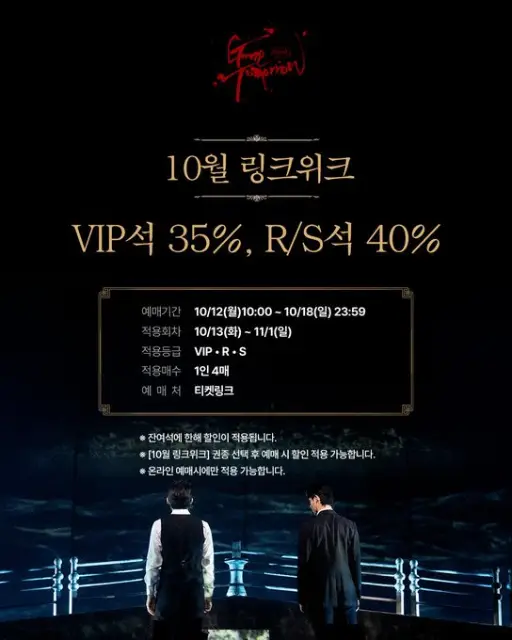 10월 링크위크
VIP석 35%, R/S석 40%
예매기간 10/12(월)10:00 ~ 10/18(일) 23:59
적용회차 10/13(화) ~ 11/1(일)
적용등급 VIP • R • S
적용매수 1인 4매
예 매 처 티켓링크
※ 잔여석에 한해 할인이 적용됩니다.
※ [10월 링크위크] 권종 선택 후 예매 시 할인 적용 가능합니다.
※ 온라인 예매시에만 적용 가능합니다.